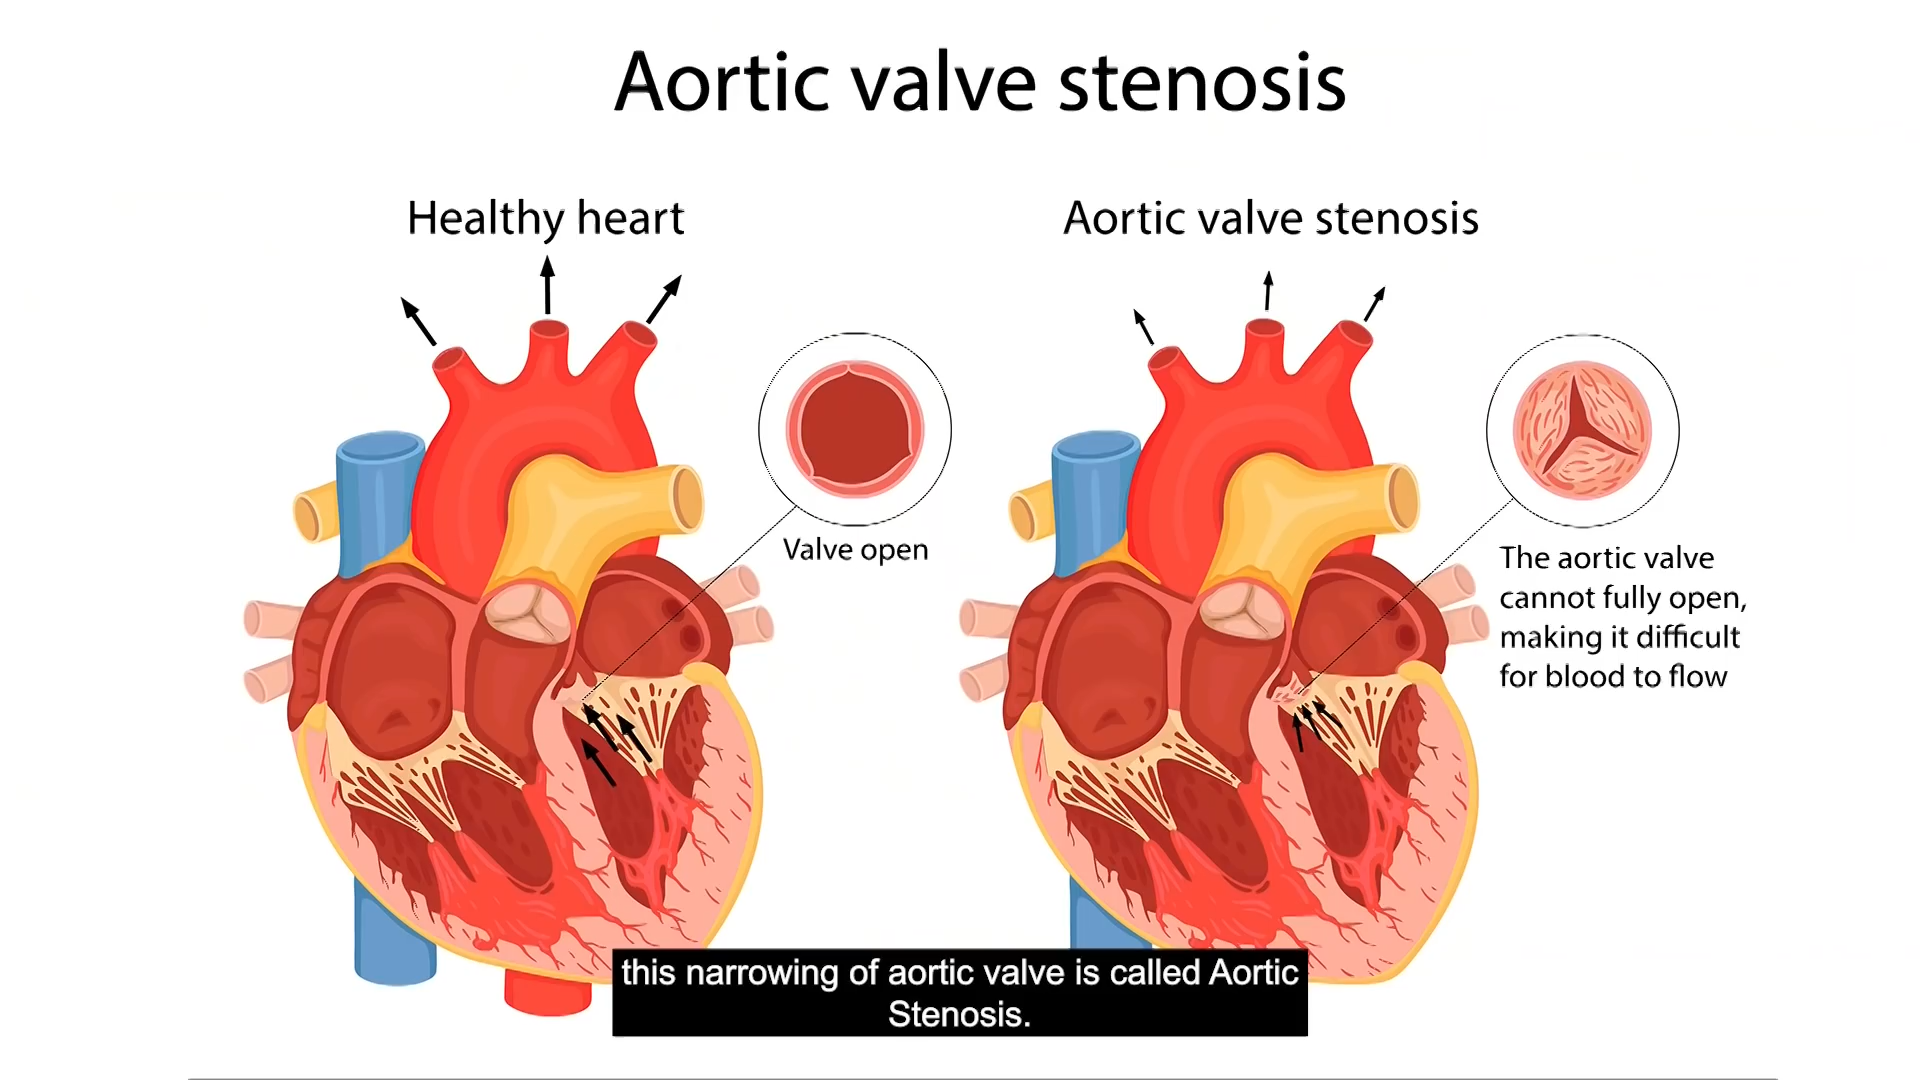 Aortic valve stenosis
Healthy heart
Aortic valve stenosis
Valve open
The aortic valve
cannot fully open,
making it difficult
for blood to flow
this narrowing of aortic valve is called Aortic
Stenosis.